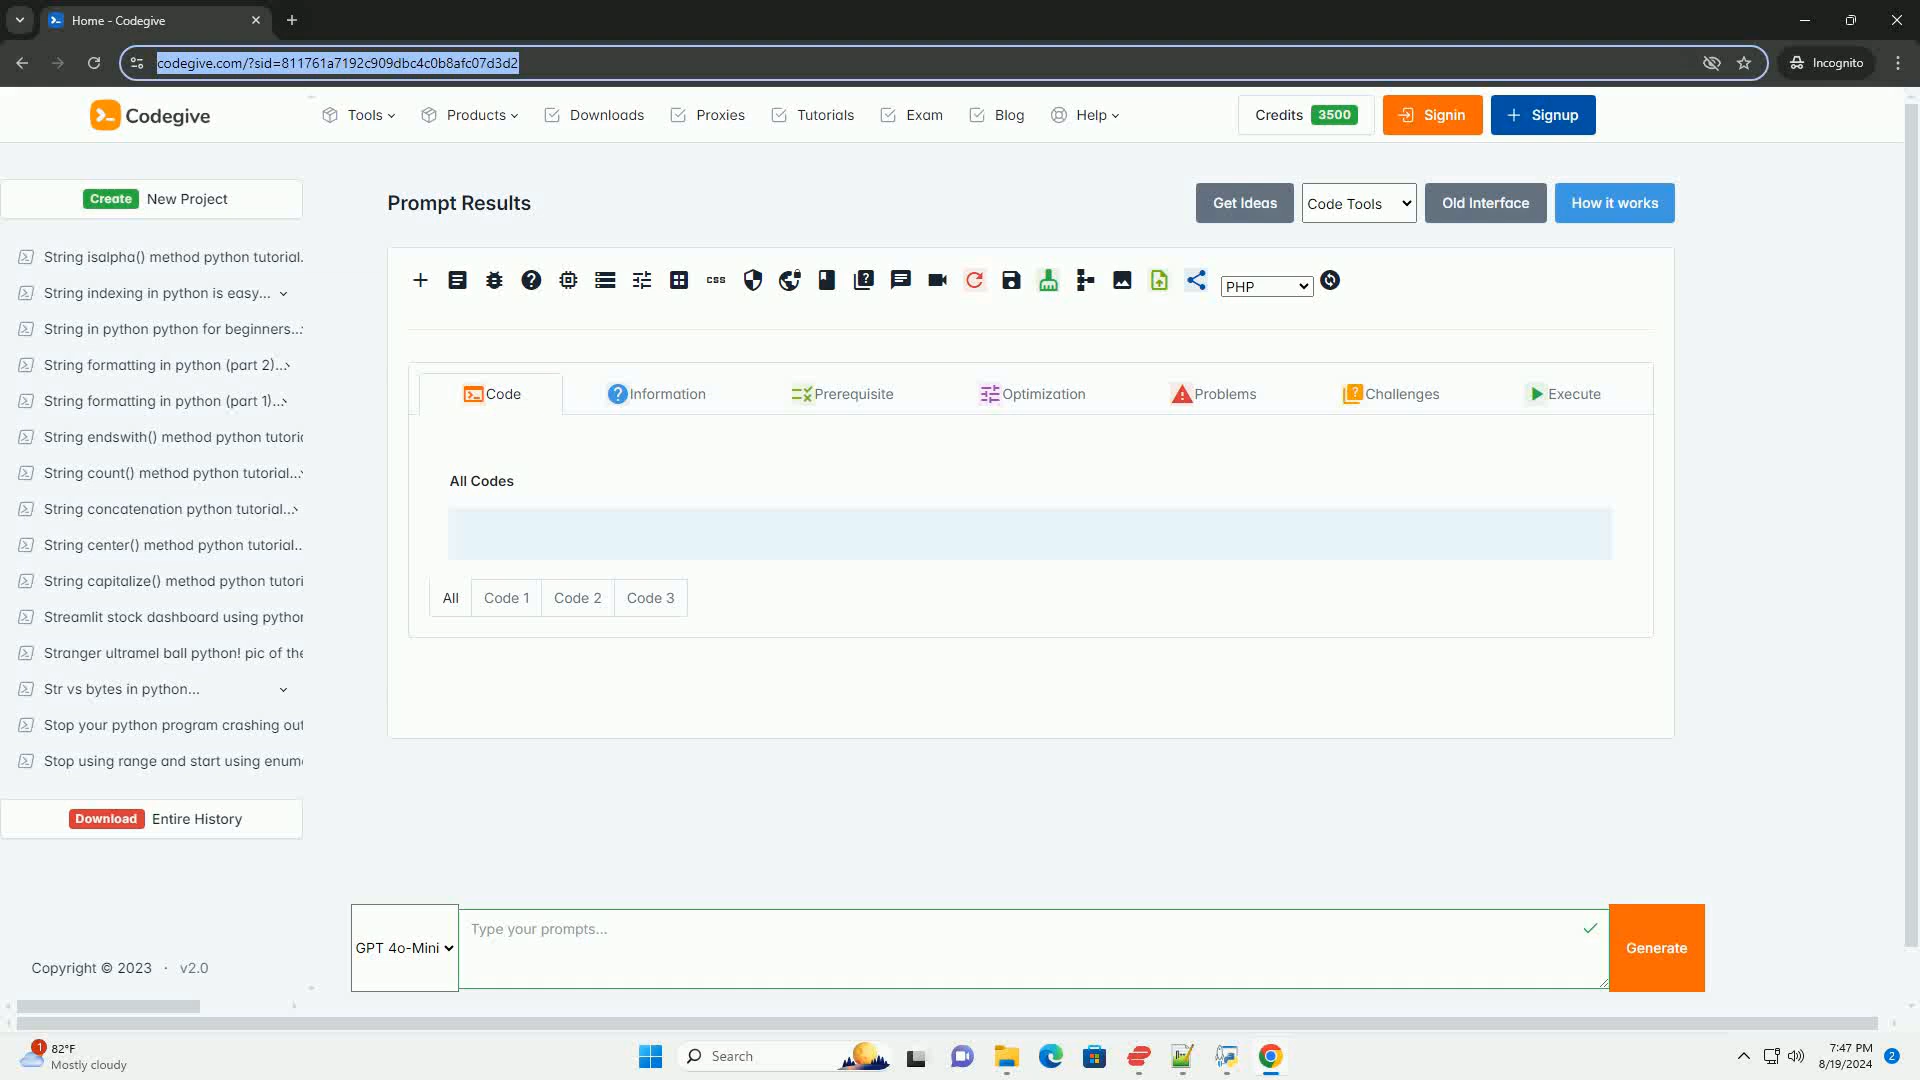 Home - Codegive
codegive.com/?sid=811761a7192c909dbc4c0b8afc07d3d2
Incognito
Codegive
Tools
Products
Downloads
Proxies
Tutorials
Exam
Blog
Help
Credits 3500
Signin
Signup
Create New Project
String isalpha() method python tutorial.
String indexing in python is easy...
String in python python for beginners...
String formatting in python (part 2)...
String formatting in python (part 1)...
String endswith() method python tutori
String count() method python tutorial...
String concatenation python tutorial...
String center() method python tutorial..
String capitalize() method python tutori
Streamlit stock dashboard using python
Stranger ultramel ball python! pic of the
Str vs bytes in python...
Stop your python program crashing out
Stop using range and start using enum
Download Entire History
Copyright © 2023 · v2.0
Prompt Results
Get Ideas
Code Tools
Old Interface
How it works
css
PHP
Code
Information
Prerequisite
Optimization
Problems
Challenges
Execute
All Codes
All
Code 1
Code 2
Code 3
GPT 4o-Mini
Type your prompts...
Generate
1
82°F
Mostly cloudy
Search
7:47 PM
8/19/2024
2